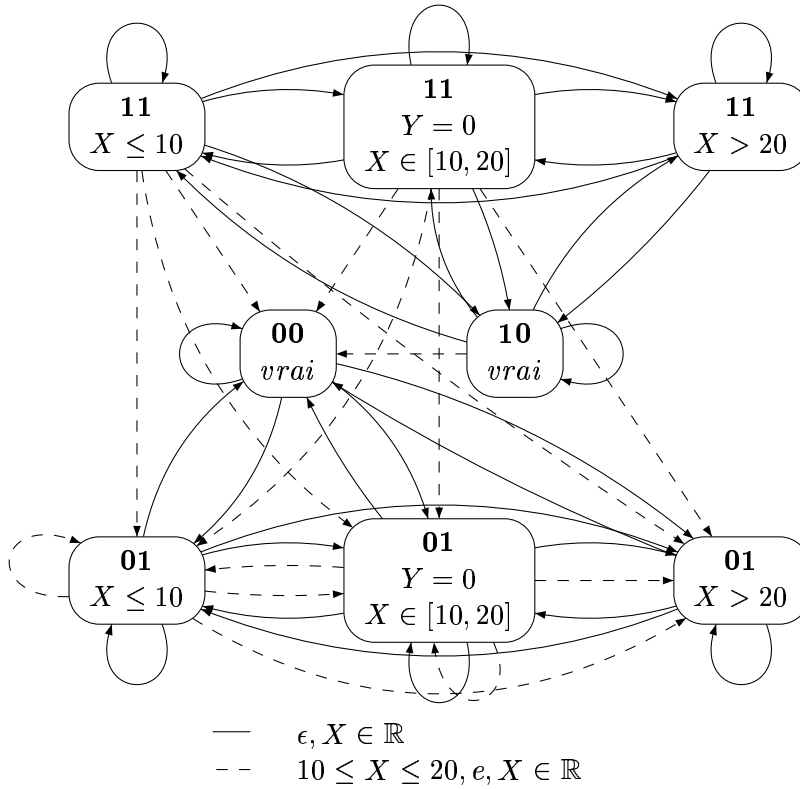 11
X ≤ 10
11
Y = 0
X ∈ [10, 20]
11
X > 20
00
vrai
10
vrai
01
X ≤ 10
01
Y = 0
X ∈ [10, 20]
01
X > 20
ϵ, X ∈ ℝ
10 ≤ X ≤ 20, e, X ∈ ℝ